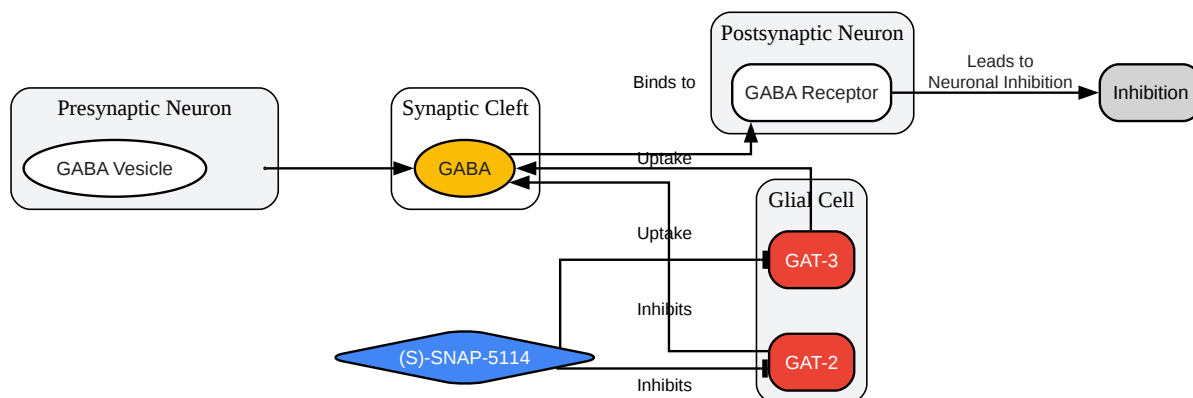 Postsynaptic Neuron
GABA Receptor
Binds to
Leads to
Neuronal Inhibition
Inhibition
Presynaptic Neuron
GABA Vesicle
Synaptic Cleft
GABA
Uptake
Glial Cell
Uptake
GAT-3
Inhibits
(S)-SNAP-5114
GAT-2
Inhibits